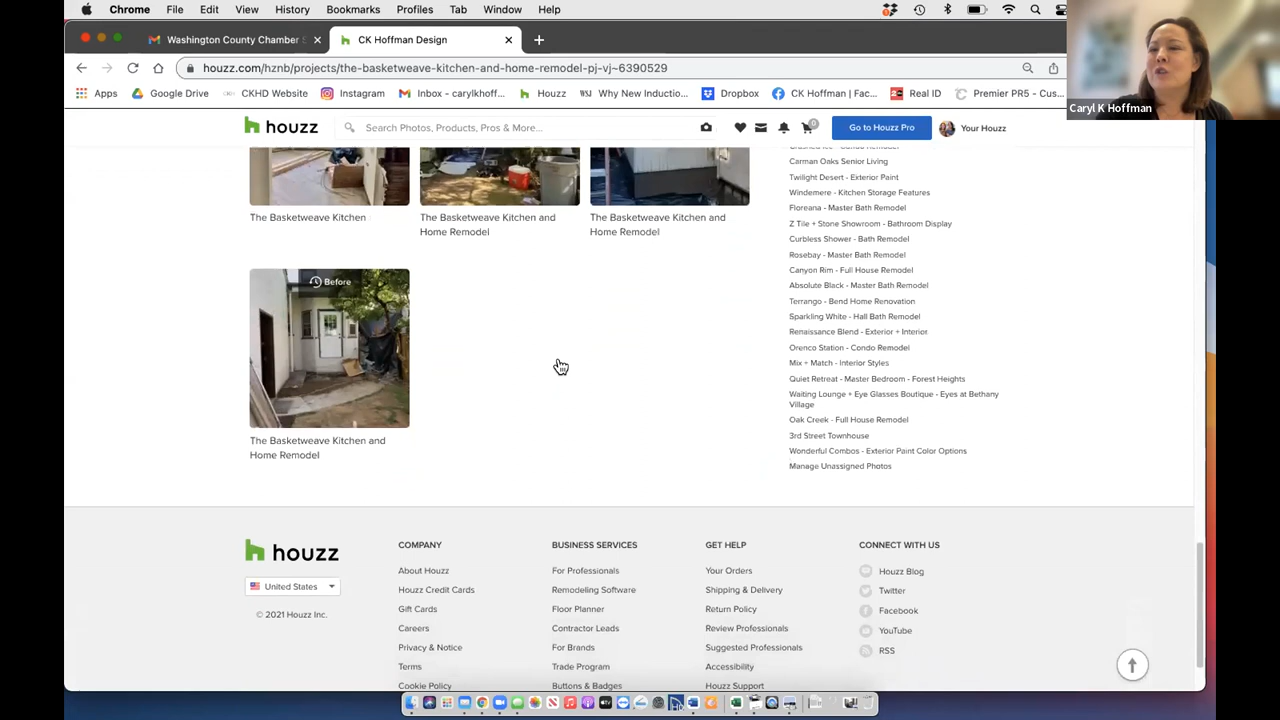 Chrome File Edit View History Bookmarks Profiles Tab Window Help
Washington County Chamber
CK Hoffman Design
houzz.com/hznb/projects/the-basketweave-kitchen-and-home-remodel-pj-vj~6390529
Caryl K Hoffman
Apps Google Drive CKHD Website Instagram Inbox - carylkhoff... Houzz WSJ Why New Inductio... Dropbox CK Hoffman | Fac... Real ID Premier PR5 - Cus...
houzz
Search Photos, Products, Pros & More...
0
Go to Houzz Pro
Your Houzz
The Basketweave Kitchen
The Basketweave Kitchen and
Home Remodel
The Basketweave Kitchen and
Home Remodel
Before
The Basketweave Kitchen and
Home Remodel
Carman Oaks Senior Living
Twilight Desert - Exterior Paint
Windemere - Kitchen Storage Features
Floreana - Master Bath Remodel
Z Tile + Stone Showroom - Bathroom Display
Curbless Shower - Bath Remodel
Rosebay - Master Bath Remodel
Canyon Rim - Full House Remodel
Absolute Black - Master Bath Remodel
Terrango - Bend Home Renovation
Sparkling White - Hall Bath Remodel
Renaissance Blend - Exterior + Interior
Orenco Station - Condo Remodel
Mix + Match - Interior Styles
Quiet Retreat - Master Bedroom - Forest Heights
Waiting Lounge + Eye Glasses Boutique - Eyes at Bethany
Village
Oak Creek - Full House Remodel
3rd Street Townhouse
Wonderful Combos - Exterior Paint Color Options
Manage Unassigned Photos
houzz
United States
© 2021 Houzz Inc.
COMPANY
About Houzz
Houzz Credit Cards
Gift Cards
Careers
Privacy & Notice
Terms
Cookie Policy
BUSINESS SERVICES
For Professionals
Remodeling Software
Floor Planner
Contractor Leads
For Brands
Trade Program
Buttons & Badges
GET HELP
Your Orders
Shipping & Delivery
Return Policy
Review Professionals
Suggested Professionals
Accessibility
Houzz Support
CONNECT WITH US
Houzz Blog
Twitter
Facebook
YouTube
RSS